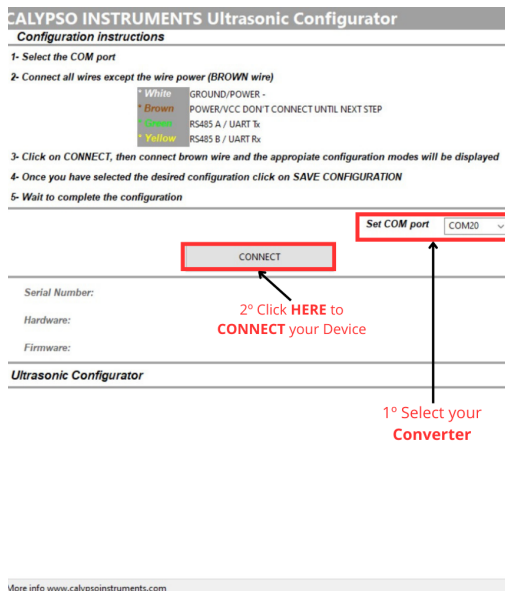 CALYPSO INSTRUMENTS Ultrasonic Configurator
Configuration instructions
1- Select the COM port
2- Connect all wires except the wire power (BROWN wire)
* White GROUND/POWER -
* Brown POWER/VCC DON'T CONNECT UNTIL NEXT STEP
* Green RS485 A / UART Tx
* Yellow RS485 B / UART Rx
3- Click on CONNECT, then connect brown wire and the appropiate configuration modes will be displayed
4- Once you have selected the desired configuration click on SAVE CONFIGURATION
5- Wait to complete the configuration
Set COM port COM20
CONNECT
Serial Number:
2º Click HERE to
CONNECT your Device
Hardware:
Firmware:
Ultrasonic Configurator
1º Select your
Converter
More info www.calypsoinstruments.com